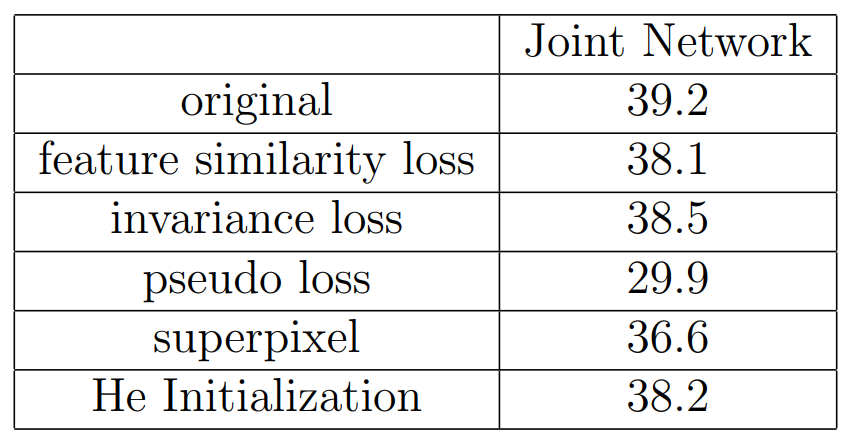 Joint Network
original 39.2
feature similarity loss 38.1
invariance loss 38.5
pseudo loss 29.9
superpixel 36.6
He Initialization 38.2